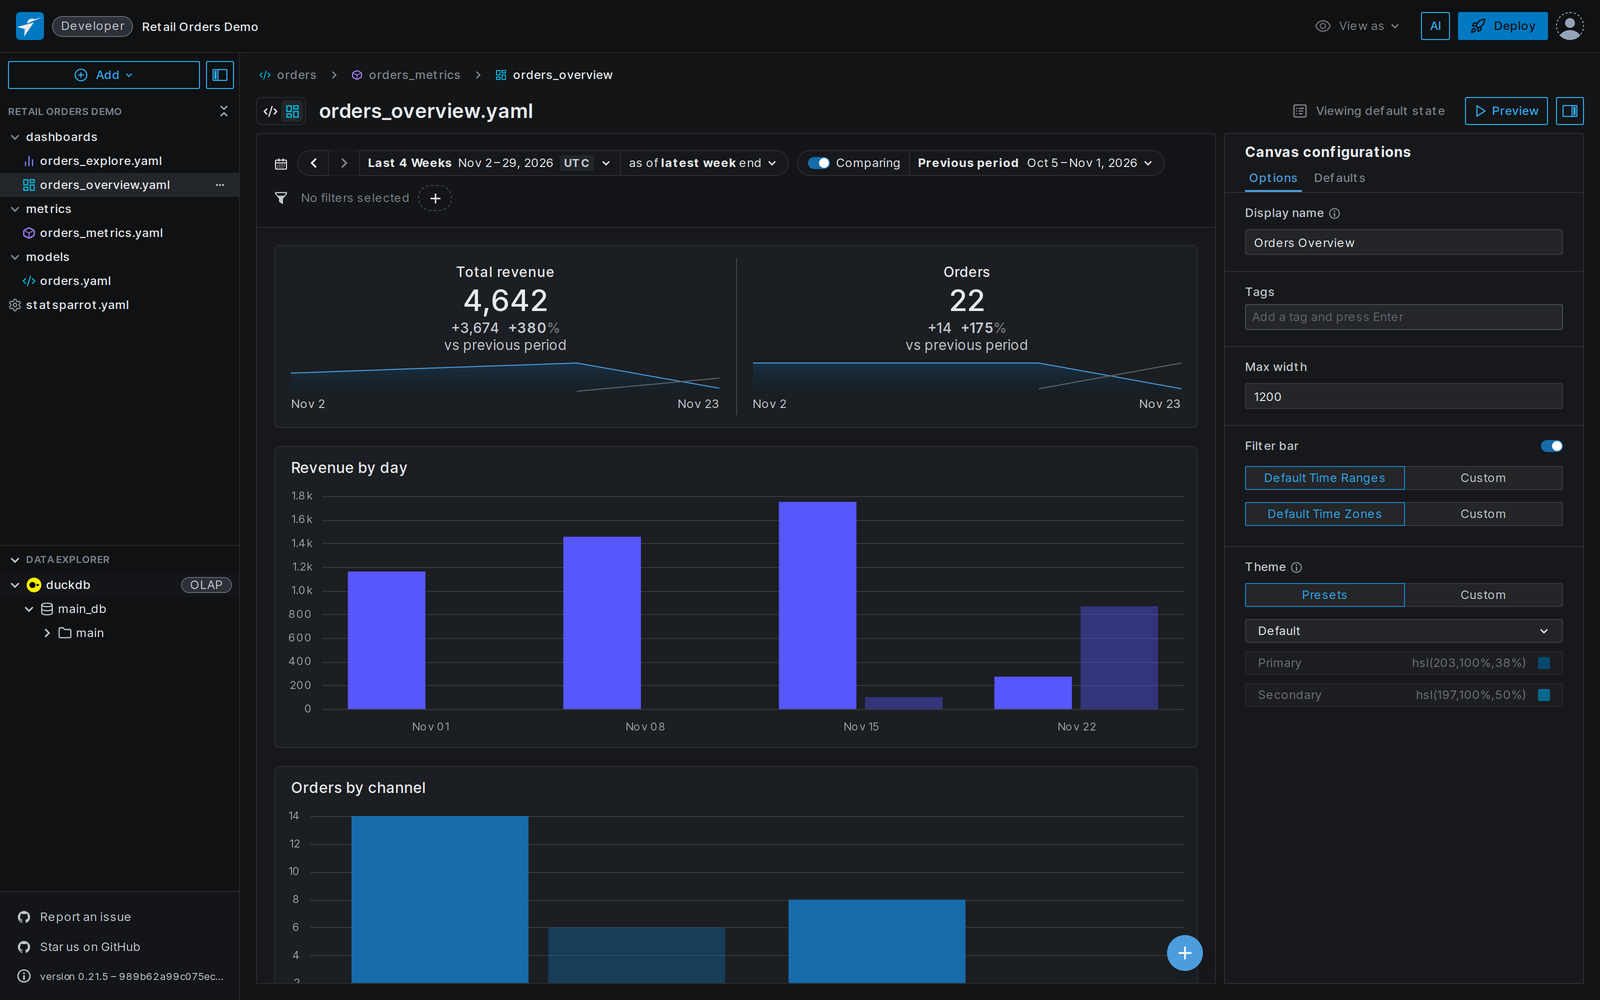 Developer
Retail Orders Demo
View as
AI
Deploy
Add
RETAIL ORDERS DEMO
dashboards
orders_explore.yaml
orders_overview.yaml
metrics
orders_metrics.yaml
models
orders.yaml
statsparrot.yaml
DATA EXPLORER
duckdb
OLAP
main_db
main
Report an issue
Star us on GitHub
version 0.21.5 – 989b62a99c075ec...
orders
orders_metrics
orders_overview
orders_overview.yaml
Viewing default state
Preview
Last 4 Weeks Nov 2–29, 2026 UTC
as of latest week end
Comparing
Previous period Oct 5–Nov 1, 2026
No filters selected
Total revenue
4,642
+3,674 +380%
vs previous period
Nov 2
Nov 23
Orders
22
+14 +175%
vs previous period
Nov 2
Nov 23
Revenue by day
1.8k
1.6k
1.4k
1.2k
1.0k
800
600
400
200
0
Nov 01
Nov 08
Nov 15
Nov 22
Orders by channel
14
12
10
8
6
4
2
Canvas configurations
Options
Defaults
Display name
Orders Overview
Tags
Add a tag and press Enter
Max width
1200
Filter bar
Default Time Ranges
Custom
Default Time Zones
Custom
Theme
Presets
Custom
Default
Primary
hsl(203,100%,38%)
Secondary
hsl(197,100%,50%)